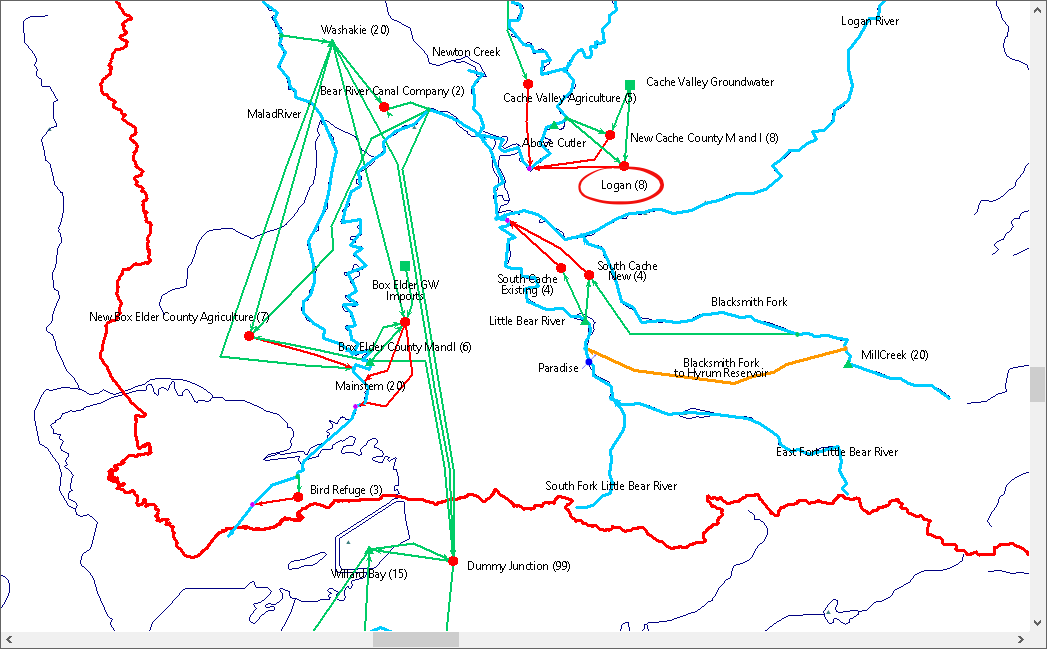 Logan River
Washakie (20)
Newton Creek
Cache Valley Groundwater
Bear River Canal Company (2)
Cache Valley Agriculture (5)
MaladRiver
New Cache County M and I (8)
Above Cutler
Logan (8)
South Cache
New (4)
South Cache
Existing (4)
Box Elder GW
Imports
Blacksmith Fork
New Box Elder County Agriculture (7)
Little Bear River
Box Elder County MandI (6)
MillCreek (20)
Blacksmith Fork
to Hyrum Reservoir
Paradise
Mainstem (20)
East Fort Little Bear River
Bird Refuge (3)
South Fork Little Bear River
Dummy Junction (99)
Willard Bay (15)